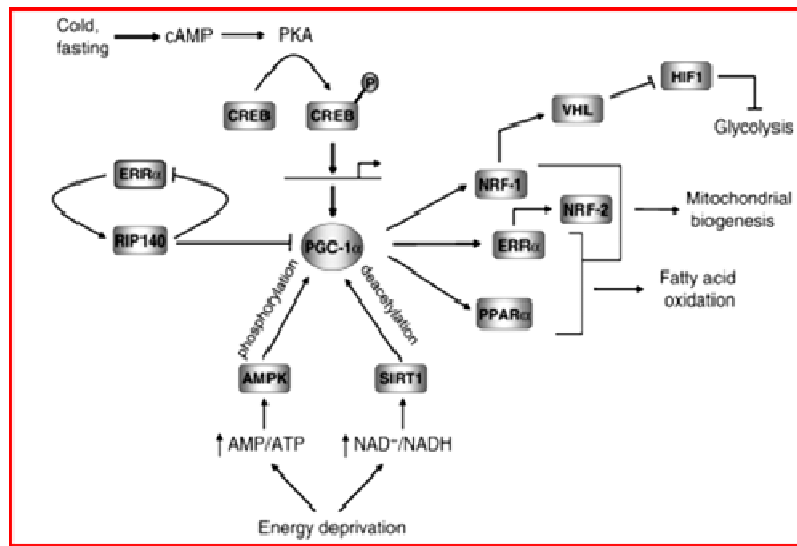 Cold,
fasting
cAMP
PKA
P
CREB
CREB
HIF1
VHL
Glycolysis
ERRα
NRF-1
NRF-2
Mitochondrial
biogenesis
RIP140
PGC-1α
ERRα
Fatty acid
oxidatiion
PPARα
phosphorylation
deacetylation
AMPK
SIRT1
AMP/ATP
NAD⁺/NADH
Energy deprivation